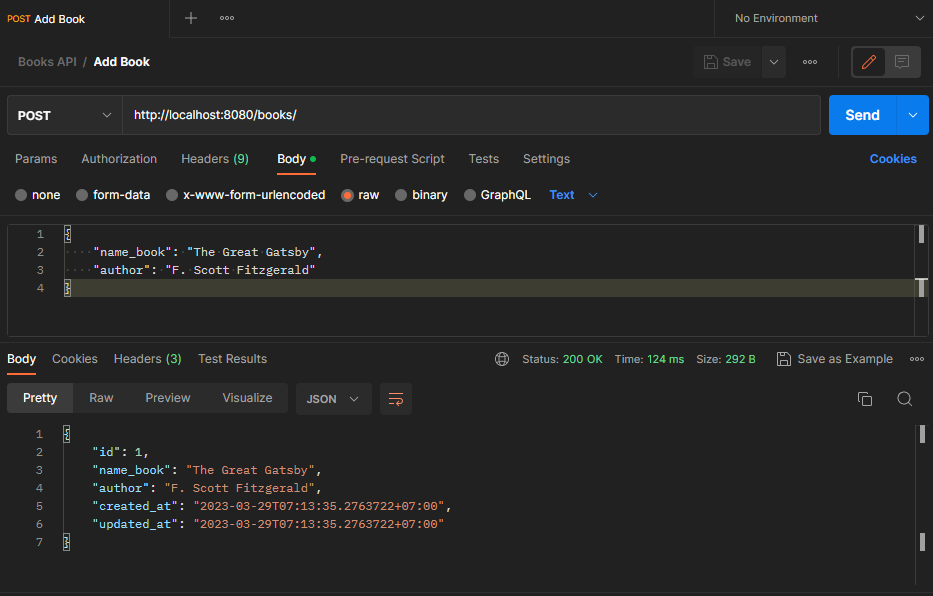 POST Add Book
No Environment
Books API / Add Book
Save
POST
http://localhost:8080/books/
Send
Params Authorization Headers (9) Body Pre-request Script Tests Settings Cookies
none form-data x-www-form-urlencoded raw binary GraphQL Text
1 {
2 "name_book": "The Great Gatsby",
3 "author": "F. Scott Fitzgerald"
4 }
Body Cookies Headers (3) Test Results Status: 200 OK Time: 124 ms Size: 292 B Save as Example
Pretty Raw Preview Visualize JSON
1 {
2 "id": 1,
3 "name_book": "The Great Gatsby",
4 "author": "F. Scott Fitzgerald",
5 "created_at": "2023-03-29T07:13:35.2763722+07:00",
6 "updated_at": "2023-03-29T07:13:35.2763722+07:00"
7 }